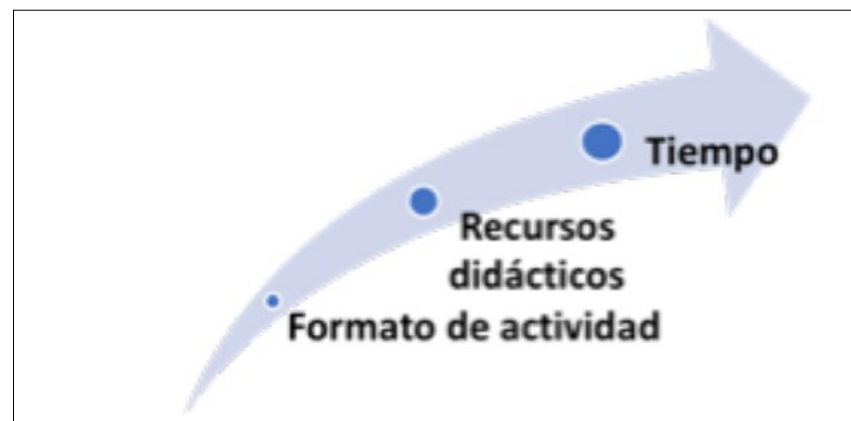 Tiempo
Recursos
didácticos
Formato de actividad